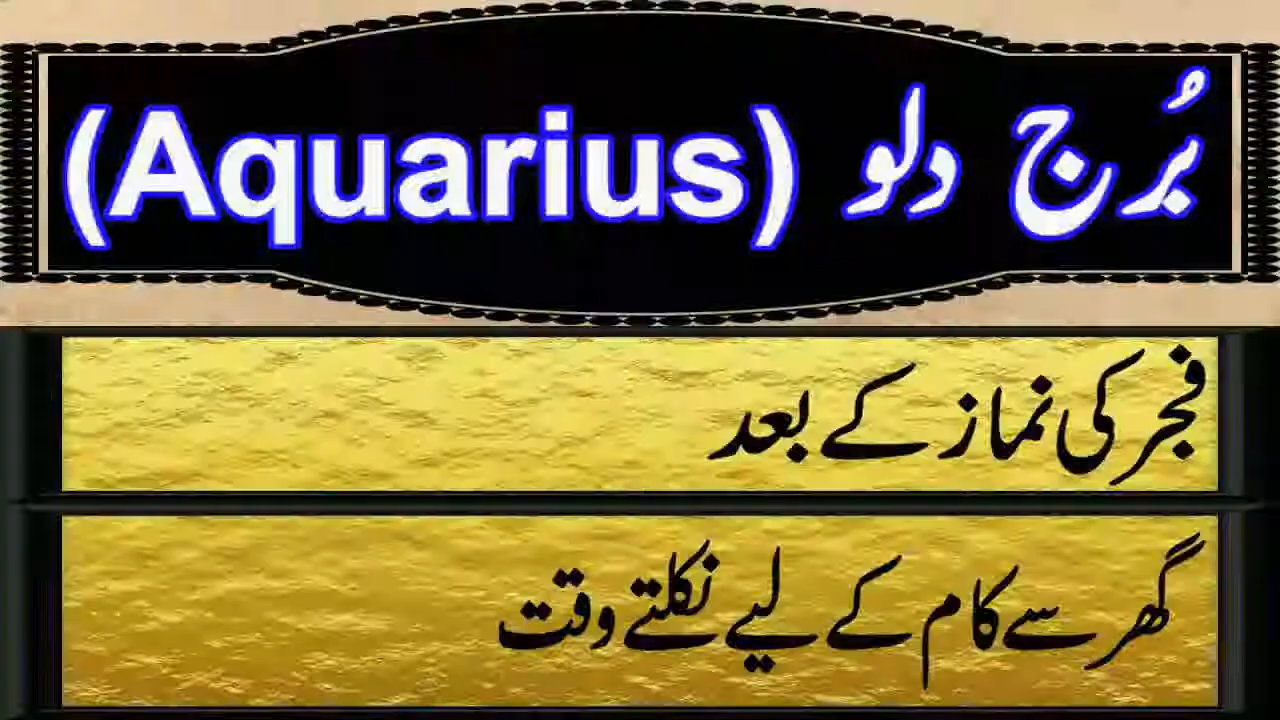 بُرج دلو (Aquarius)
فجر کی نماز کے بعد
گھر سے کام کے لیے نکلتے وقت